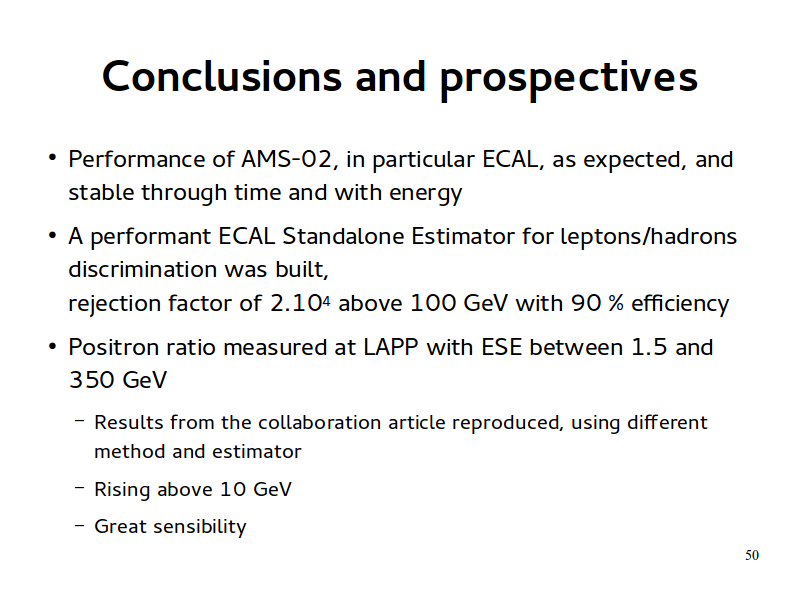 Conclusions and prospectives
• Performance of AMS-02, in particular ECAL, as expected, and
stable through time and with energy
• A performant ECAL Standalone Estimator for leptons/hadrons
discrimination was built,
rejection factor of 2.10⁴ above 100 GeV with 90 % efficiency
• Positron ratio measured at LAPP with ESE between 1.5 and
350 GeV
– Results from the collaboration article reproduced, using different
method and estimator
– Rising above 10 GeV
– Great sensibility
50